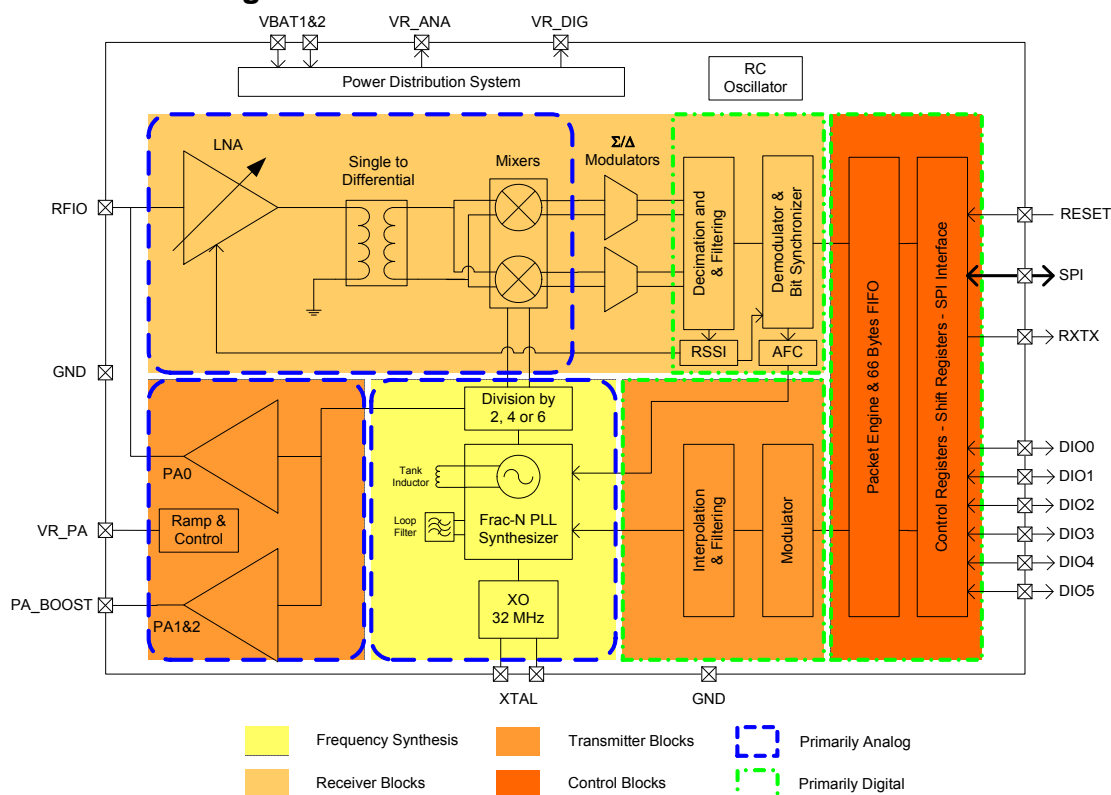 VBAT1&2
VR_ANA
VR_DIG
Power Distribution System
RC
Oscillator
LNA
Single to
Differential
Mixers
Σ/Δ
Modulators
Decimation and
& Filtering
Demodulator &
Bit Synchronizer
RSSI
AFC
Packet Engine & 66 Bytes FIFO
Control Registers - Shift Registers - SPI Interface
RFIO
GND
VR_PA
PA_BOOST
RESET
SPI
RXTX
DIO0
DIO1
DIO2
DIO3
DIO4
DIO5
PA0
Ramp &
Control
PA1&2
Division by
2, 4 or 6
Tank
Inductor
Loop
Filter
Frac-N PLL
Synthesizer
XO
32 MHz
Interpolation
& Filtering
Modulator
XTAL
GND
Frequency Synthesis
Transmitter Blocks
Primarily Analog
Receiver Blocks
Control Blocks
Primarily Digital